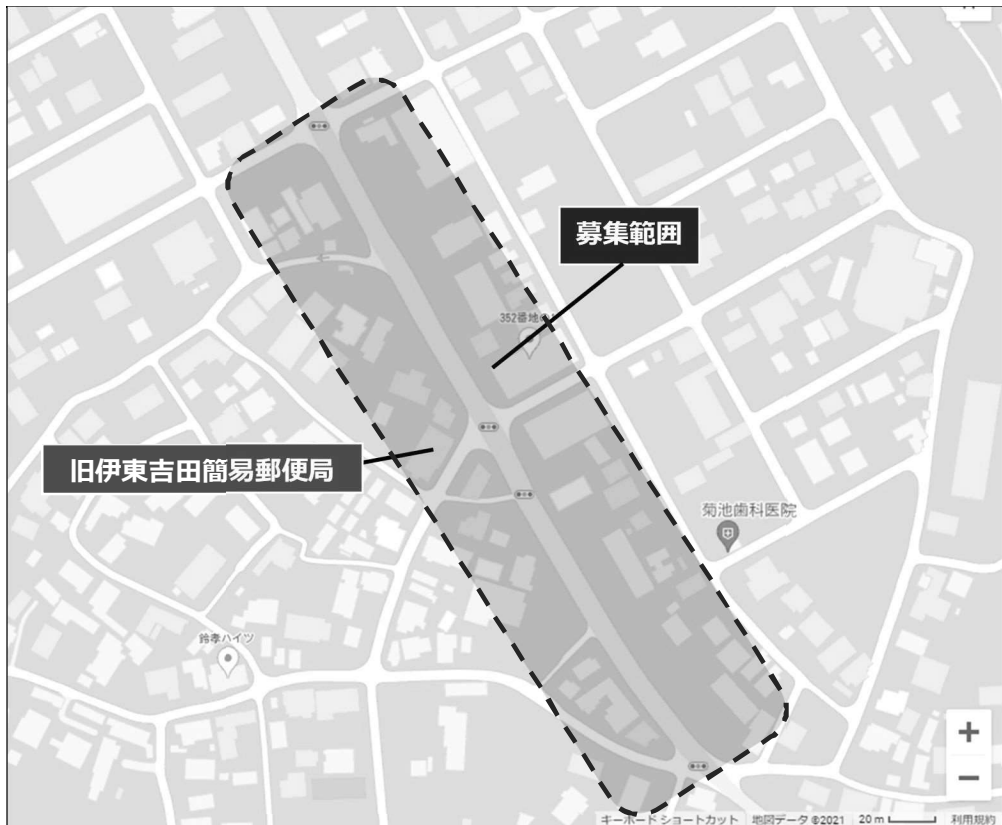 募集範囲
352番地の
旧伊東吉田簡易郵便局
菊池歯科医院
鈴孝ハイツ
+
−
キーボード ショートカット
地図データ ©2021
20 m
利用規約